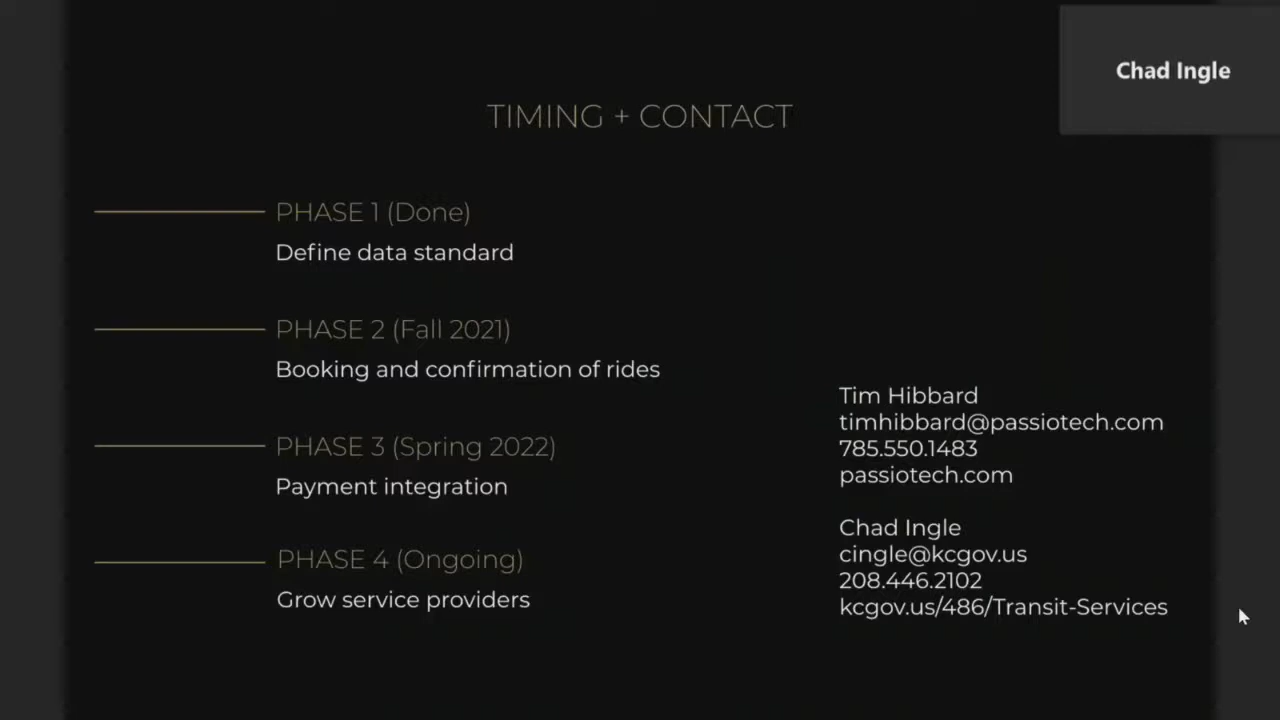 Chad Ingle
TIMING + CONTACT
PHASE 1 (Done)
Define data standard
PHASE 2 (Fall 2021)
Booking and confirmation of rides
PHASE 3 (Spring 2022)
Payment integration
PHASE 4 (Ongoing)
Grow service providers
Tim Hibbard
timhibbard@passiotech.com
785.550.1483
passiotech.com
Chad Ingle
cingle@kcgov.us
208.446.2102
kcgov.us/486/Transit-Services